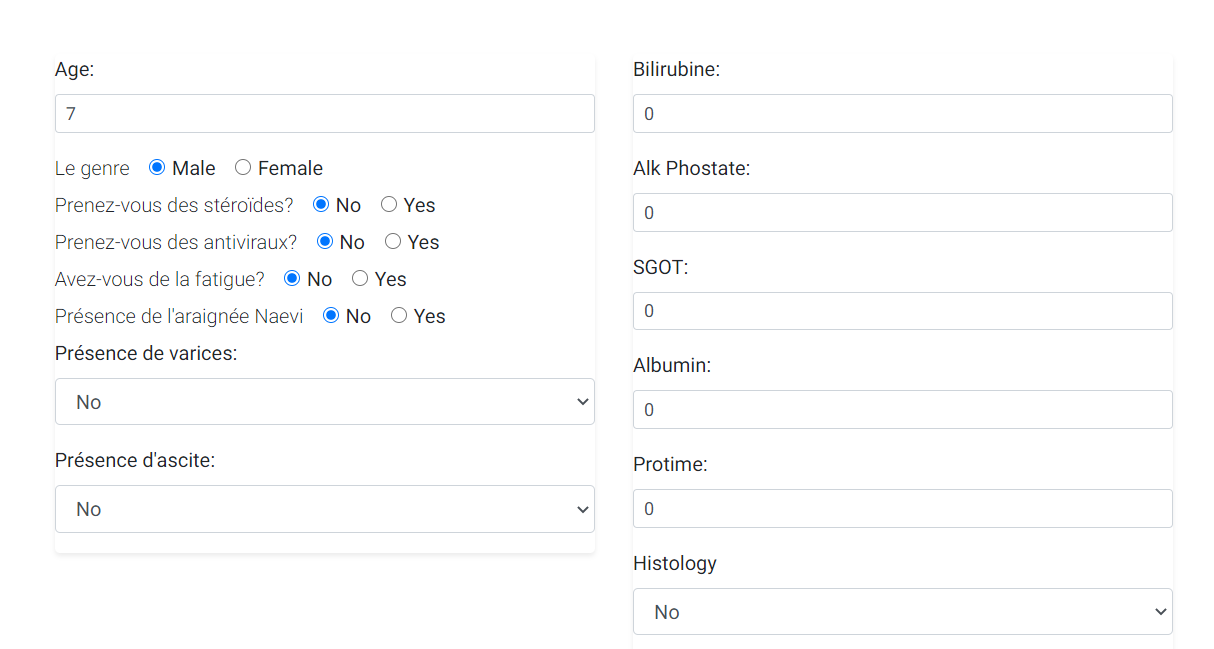 Age:
7
Le genre Male Female
Prenez-vous des stéroïdes? No Yes
Prenez-vous des antiviraux? No Yes
Avez-vous de la fatigue? No Yes
Présence de l'araignée Naevi No Yes
Présence de varices:
No
Présence d'ascite:
No
Bilirubine:
0
Alk Phostate:
0
SGOT:
0
Albumin:
0
Protime:
0
Histology
No